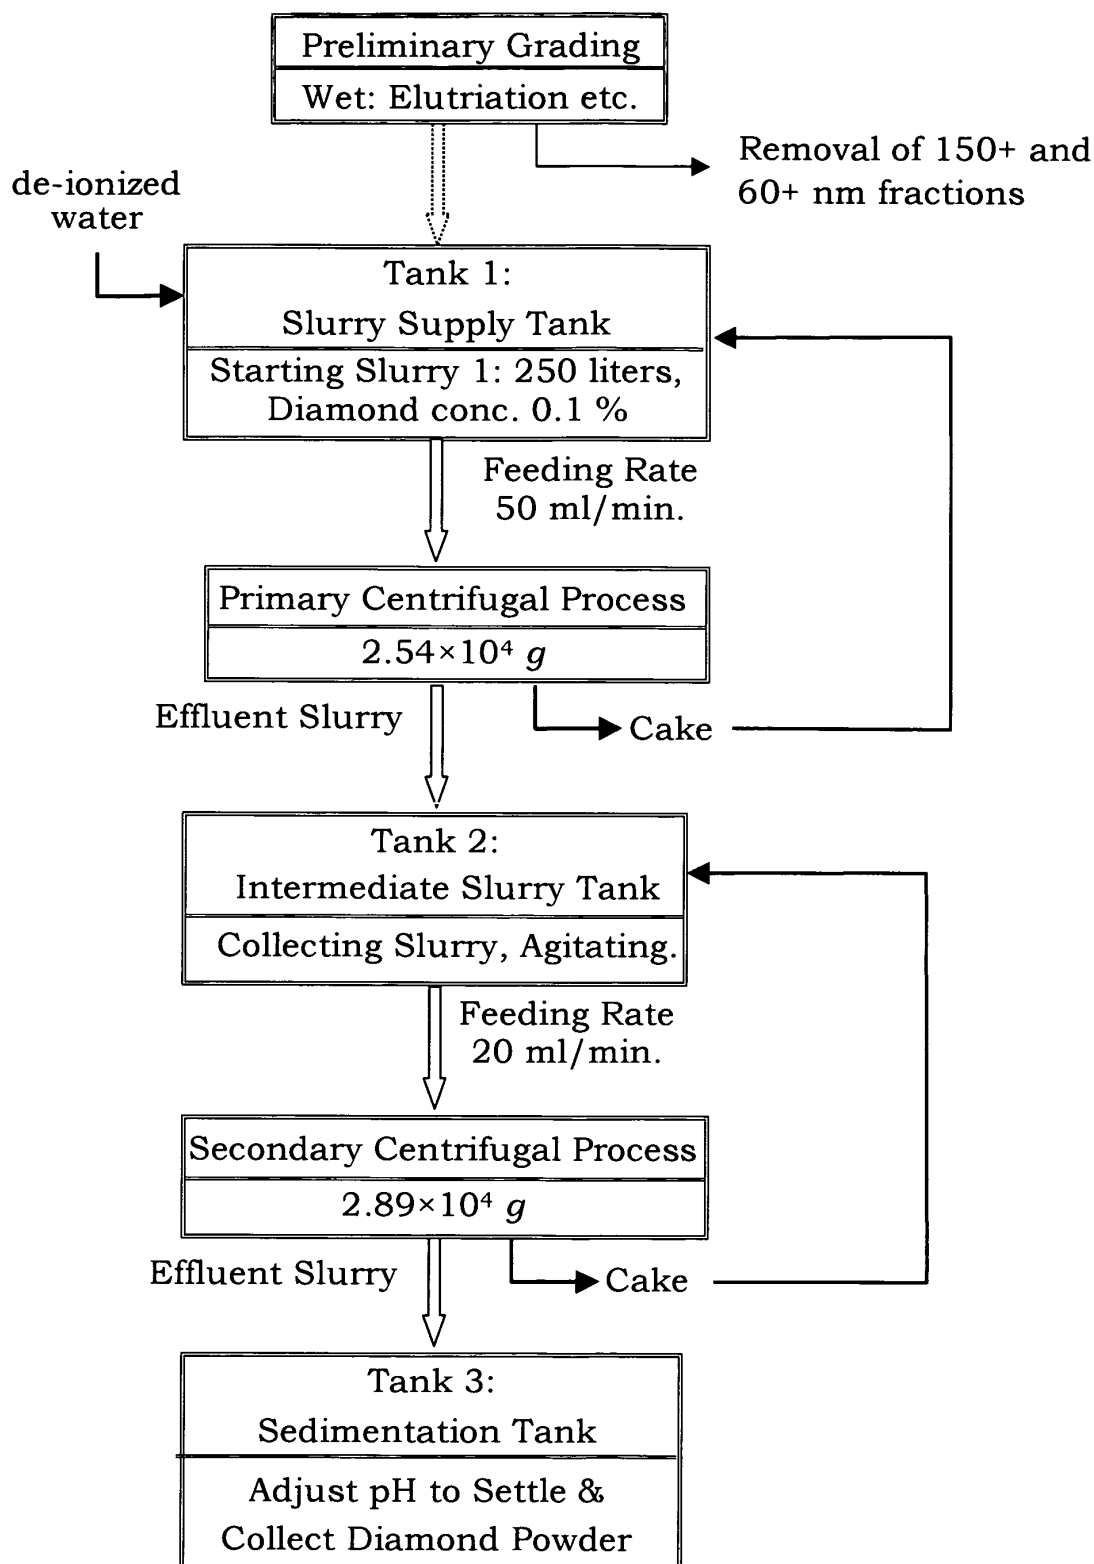 Preliminary Grading
Wet: Elutriation etc.
Removal of 150+ and
60+ nm fractions
de-ionized
water
Tank 1:
Slurry Supply Tank
Starting Slurry 1: 250 liters,
Diamond conc. 0.1 %
Feeding Rate
50 ml/min.
Primary Centrifugal Process
2.54×10⁴ g
Effluent Slurry
Cake
Tank 2:
Intermediate Slurry Tank
Collecting Slurry, Agitating.
Feeding Rate
20 ml/min.
Secondary Centrifugal Process
2.89×10⁴ g
Effluent Slurry
Cake
Tank 3:
Sedimentation Tank
Adjust pH to Settle &
Collect Diamond Powder